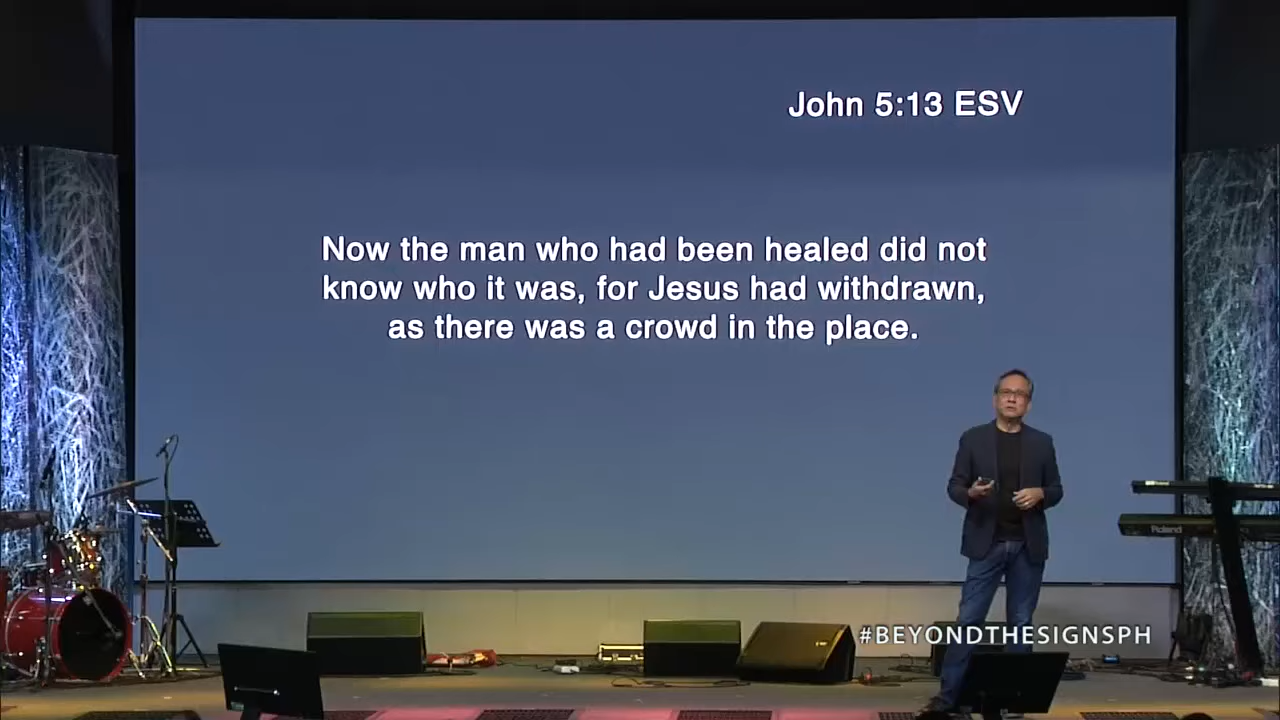 John 5:13 ESV
Now the man who had been healed did not
know who it was, for Jesus had withdrawn,
as there was a crowd in the place.
Roland
#BEYONDTHESIGNSPH